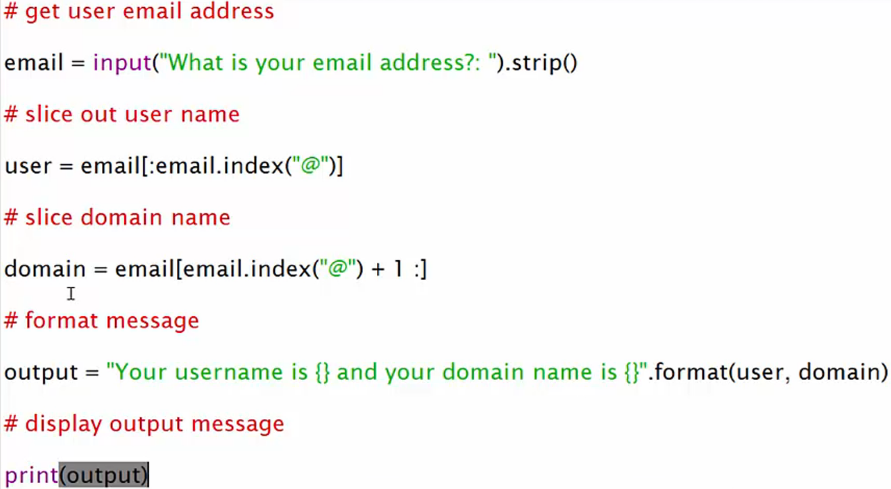 # get user email address
email = input("What is your email address?: ").strip()
# slice out user name
user = email[:email.index("@")]
# slice domain name
domain = email[email.index("@") + 1 :]
# format message
output = "Your username is {} and your domain name is {}".format(user, domain)
# display output message
print(output)